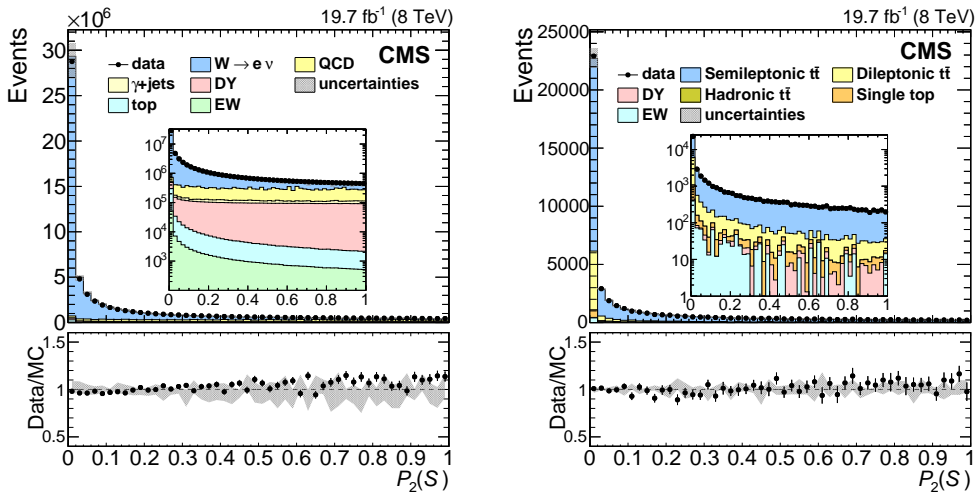 ×10⁶
19.7 fb⁻¹ (8 TeV)
Events
CMS
data
W → e ν
QCD
γ+jets
DY
uncertainties
top
EW
30
25
20
15
10
5
0
10⁷
10⁶
10⁵
10⁴
10³
0 0.2 0.4 0.6 0.8 1
Data/MC
1.5
1
0.5
0 0.1 0.2 0.3 0.4 0.5 0.6 0.7 0.8 0.9 1
P₂(S)
19.7 fb⁻¹ (8 TeV)
Events
CMS
data
Semileptonic tt̄
Dileptonic tt̄
DY
Hadronic tt̄
Single top
EW
uncertainties
25000
20000
15000
10000
5000
0
10⁴
10³
10²
10
1
0 0.2 0.4 0.6 0.8 1
Data/MC
1.5
1
0.5
0 0.1 0.2 0.3 0.4 0.5 0.6 0.7 0.8 0.9 1
P₂(S)